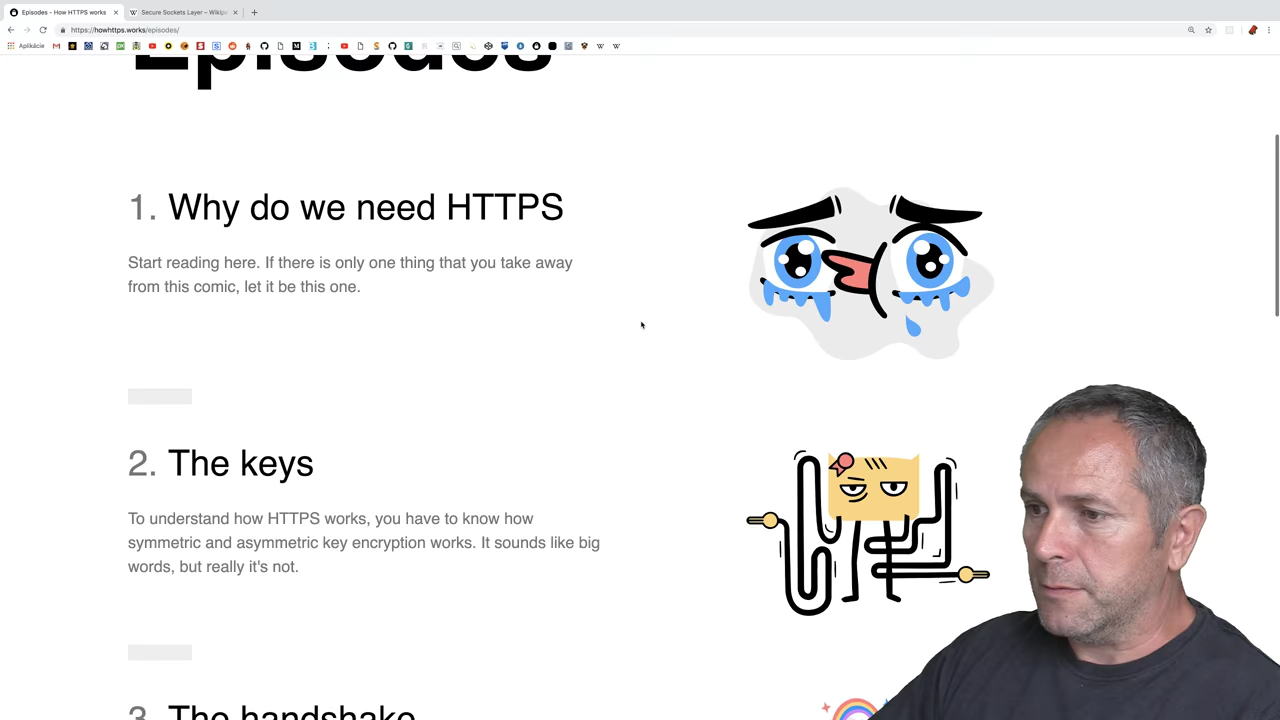 Episodes - How HTTPS works
Secure Sockets Layer – Wikipe
https://howhttps.works/episodes/
Aplikácie
Episodes
1. Why do we need HTTPS
Start reading here. If there is only one thing that you take away
from this comic, let it be this one.
2. The keys
To understand how HTTPS works, you have to know how
symmetric and asymmetric key encryption works. It sounds like big
words, but really it's not.
3. The handshake